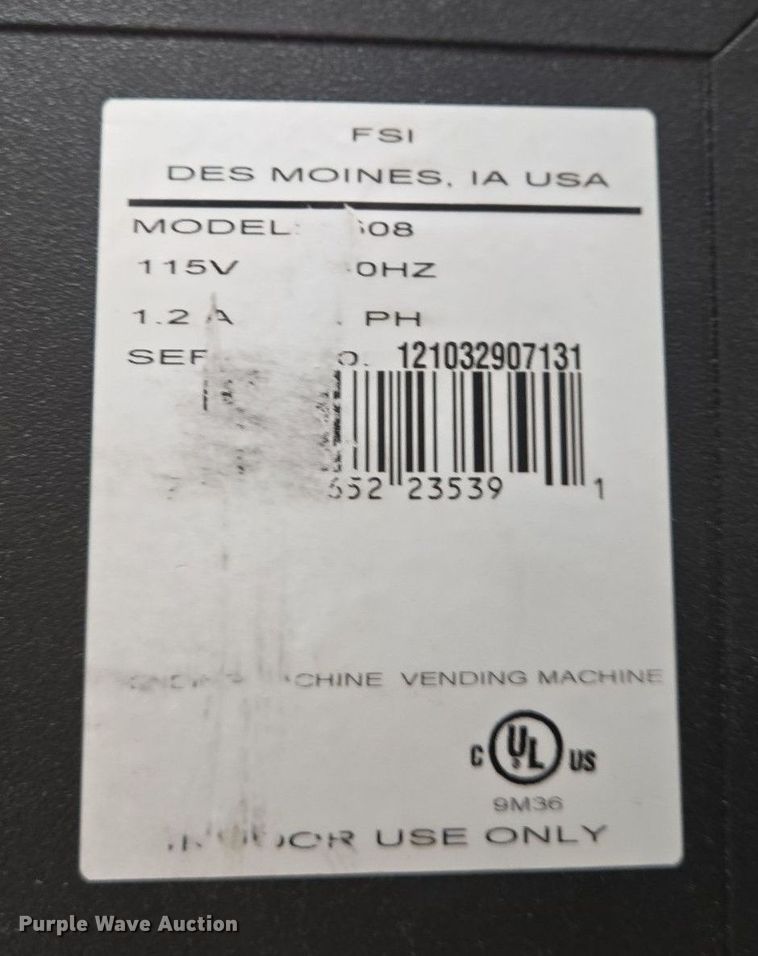 FSI
DES MOINES, IA USA
MODEL:
115V
1.2 A PH
121032907131
23539 1
VENDING MACHINE
C UL US
9M36
USE ONLY
Purple Wave Auction